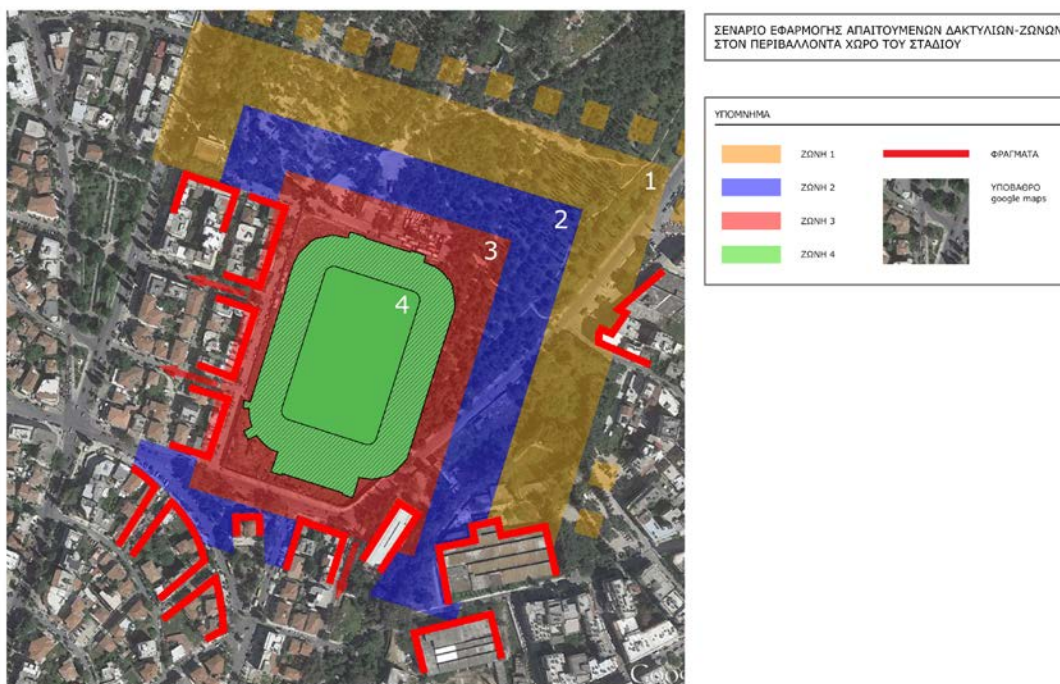 ΣΕΝΑΡΙΟ ΕΦΑΡΜΟΓΗΣ ΑΠΑΙΤΟΥΜΕΝΩΝ ΔΑΚΤΥΛΙΩΝ-ΖΩΝΩΝ
ΣΤΟΝ ΠΕΡΙΒΑΛΛΟΝΤΑ ΧΩΡΟ ΤΟΥ ΣΤΑΔΙΟΥ
ΥΠΟΜΝΗΜΑ
ΖΩΝΗ 1
ΖΩΝΗ 2
ΖΩΝΗ 3
ΖΩΝΗ 4
ΦΡΑΓΜΑΤΑ
ΥΠΟΒΑΘΡΟ
google maps
1
2
3
4